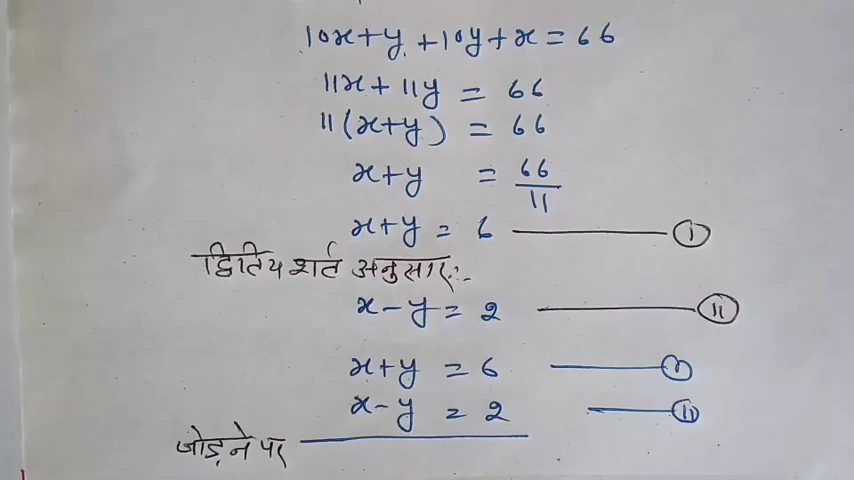 10x+y+10y+x=66
11x+11y = 66
11(x+y) = 66
x+y = 66/11
x+y = 6 ——— (i)
द्वितिय शर्त अनुसार:-
x-y=2 ——— (ii)
x+y = 6 ——— (i)
x-y = 2 ——— (ii)
जोड़ने पर